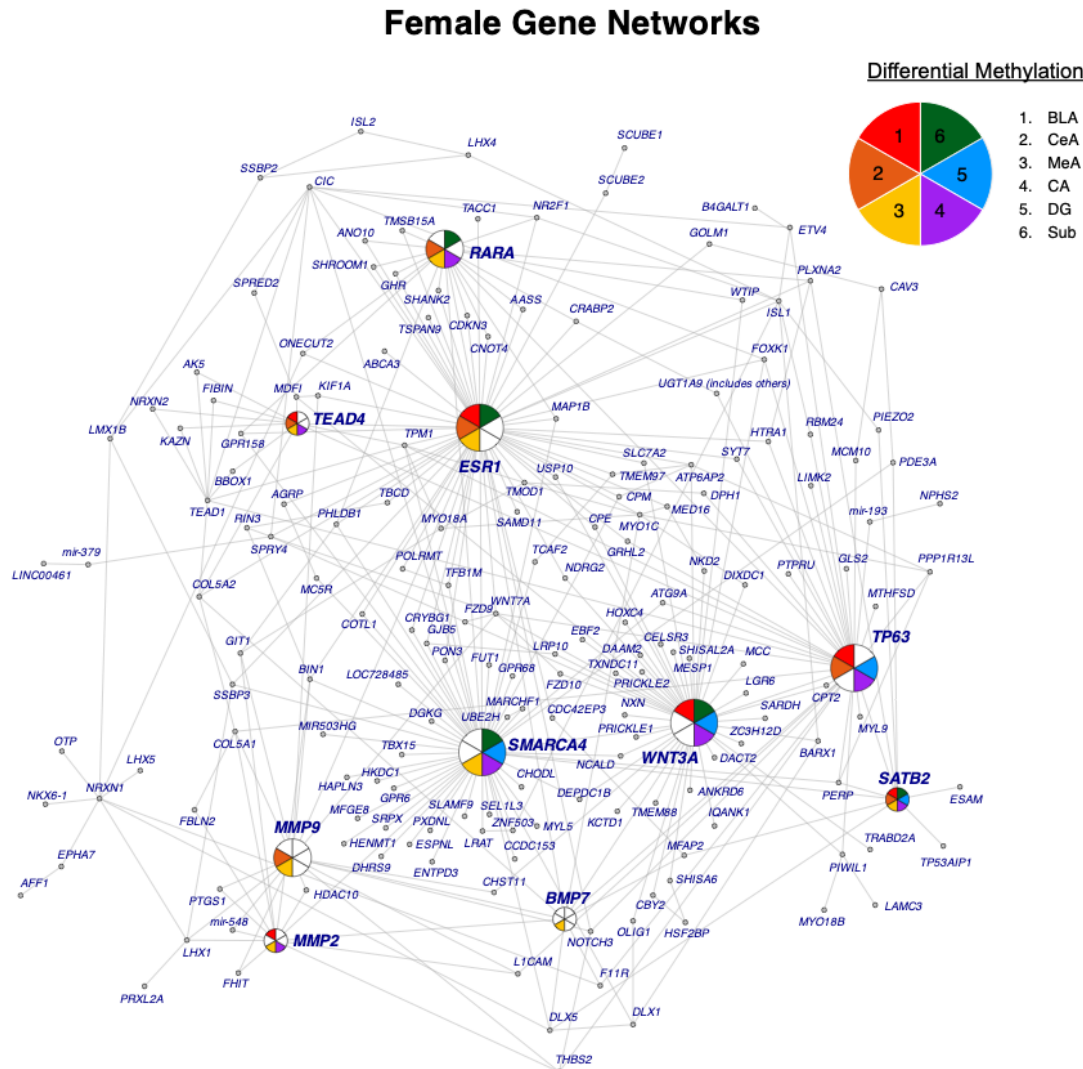 Female Gene Networks
Differential Methylation
1
2
3
4
5
6
1. BLA
2. CeA
3. MeA
4. CA
5. DG
6. Sub
ISL2
SCUBE1
LHX4
SSBP2
CIC
SCUBE2
B4GALT1
TACC1
NR2F1
TMSB15A
ETV4
ANO10
GOLM1
RARA
SHROOM1
PLXNA2
SPRED2
GHR
CAV3
WTIP
SHANK2
AASS
CRABP2
ISL1
TSPAN9
CDKN3
CNOT4
ONECUT2
FOXK1
ABCA3
AK5
UGT1A9 (includes others)
FIBIN
MDFI
KIF1A
NRXN2
MAP1B
TEAD4
RBM24
PIEZO2
LMX1B
KAZN
GPR158
TPM1
HTRA1
SLC7A2
SYT7
MCM10
ESR1
USP10
TMEM97
ATP6AP2
PDE3A
BBOX1
LIMK2
AGRP
TBCD
TMOD1
CPM
DPH1
NPHS2
TEAD1
RIN3
PHLDB1
MYO18A
SAMD11
CPE
MYO1C
MED16
mir-193
SPRY4
mir-379
POLRMT
TCAF2
GRHL2
NKD2
PTPRU
GLS2
PPP1R13L
LINC00461
COL5A2
MC5R
TFB1M
NDRG2
DIXDC1
MTHFSD
ATG9A
COTL1
CRYBG1
FZD9
WNT7A
HOXC4
GJB5
EBF2
TP63
GIT1
CELSR3
LRP10
DAAM2
SHISAL2A
MCC
PON3
FUT1
BIN1
LOC728485
GPR68
TXNDC11
MESP1
FZD10
PRICKLE2
LGR6
SSBP3
CPT2
MARCHF1
NXN
SARDH
DGKG
UBE2H
CDC42EP3
MIR503HG
PRICKLE1
MYL9
COL5A1
SMARCA4
ZC3H12D
OTP
TBX15
WNT3A
DACT2
BARX1
LHX5
NCALD
HKDC1
CHODL
SATB2
NRXN1
HAPLN3
GPR6
ANKRD6
PERP
NKX6-1
DEPDC1B
ESAM
MFGE8
SLAMF9
SEL1L3
TMEM88
IQANK1
FBLN2
SRPX
PXDNL
ZNF503
MYL5
KCTD1
MMP9
TRABD2A
HENMT1
ESPNL
LRAT
CCDC153
MFAP2
EPHA7
DHRS9
ENTPD3
PIWIL1
TP53AIP1
AFF1
SHISA6
HDAC10
CHST11
PTGS1
BMP7
CBY2
LAMC3
mir-548
MYO18B
OLIG1
HSF2BP
MMP2
NOTCH3
LHX1
L1CAM
F11R
FHIT
PRXL2A
DLX5
DLX1
THBS2